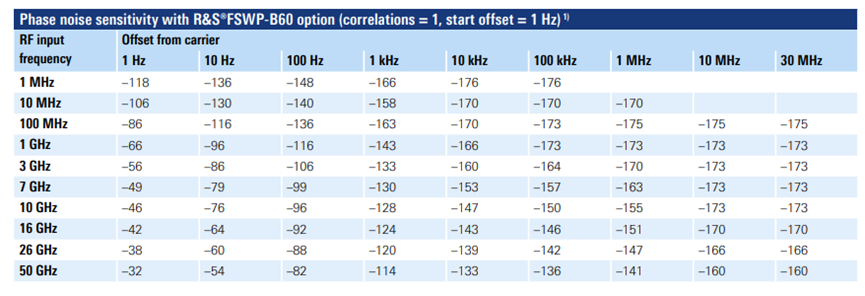 Phase noise sensitivity with R&S®FSWP-B60 option (correlations = 1, start offset = 1 Hz) 1)
RF input frequency Offset from carrier
1 Hz 10 Hz 100 Hz 1 kHz 10 kHz 100 kHz 1 MHz 10 MHz 30 MHz
1 MHz –118 –136 –148 –166 –176 –176
10 MHz –106 –130 –140 –158 –170 –170 –170
100 MHz –86 –116 –136 –163 –170 –173 –175 –175 –175
1 GHz –66 –96 –116 –143 –166 –173 –173 –173 –173
3 GHz –56 –86 –106 –133 –160 –164 –170 –173 –173
7 GHz –49 –79 –99 –130 –153 –157 –163 –173 –173
10 GHz –46 –76 –96 –128 –147 –150 –155 –173 –173
16 GHz –42 –64 –92 –124 –143 –146 –151 –170 –170
26 GHz –38 –60 –88 –120 –139 –142 –147 –166 –166
50 GHz –32 –54 –82 –114 –133 –136 –141 –160 –160